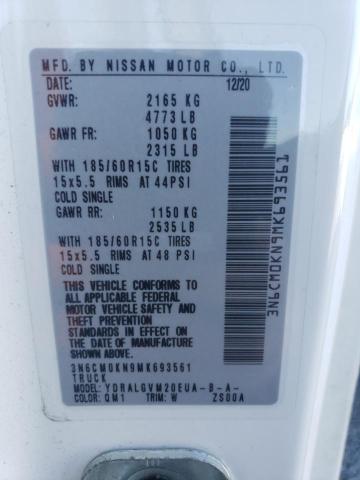 MFD. BY NISSAN MOTOR CO., LTD.
DATE: 12/20
GVWR: 2165 KG
4773 LB
GAWR FR: 1050 KG
2315 LB
WITH 185/60R15C TIRES
15x5.5 RIMS AT 44PSI
COLD SINGLE
GAWR RR: 1150 KG
2535 LB
WITH 185/60R15C TIRES
15x5.5 RIMS AT 48 PSI
COLD SINGLE
THIS VEHICLE CONFORMS TO
ALL APPLICABLE FEDERAL
MOTOR VEHICLE SAFETY
AND THEFT PREVENTION
STANDARDS IN EFFECT ON
THE DATE OF MANUFACTURE
SHOWN ABOVE.
3N6CM0KN9MK693561
TRUCK
MODEL: YDRALGVM20EUA-B-A-
COLOR: QM1 TRIM: W ZS00A
3N6CM0KN9MK693561